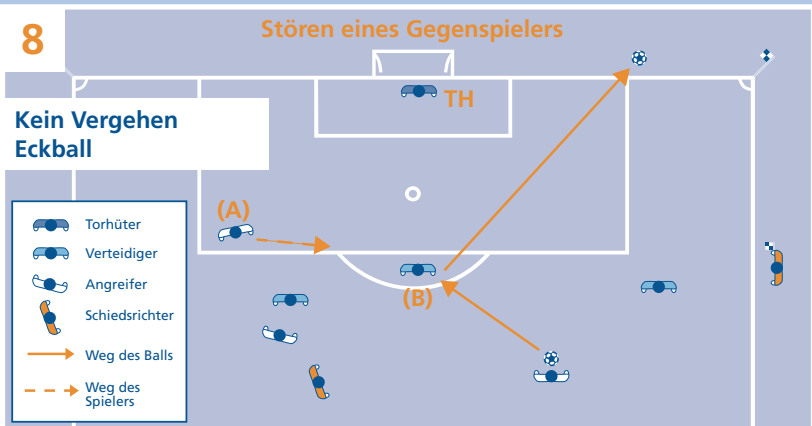 8
Stören eines Gegenspielers
TH
Kein Vergehen
Eckball
(A)
(B)
Torhüter
Verteidiger
Angreifer
Schiedsrichter
Weg des Balls
Weg des
Spielers